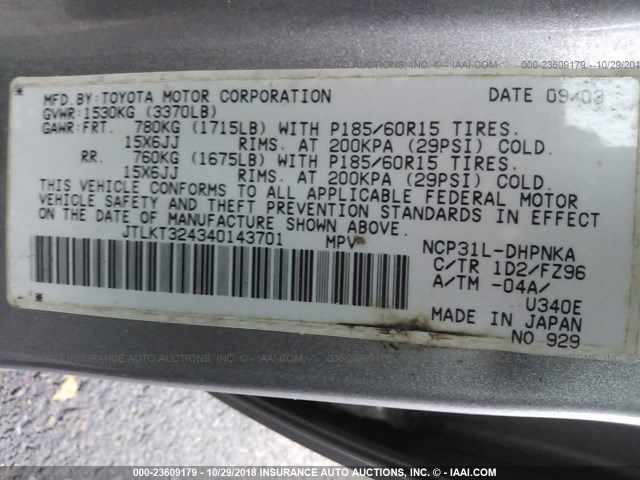 MFD. BY: TOYOTA MOTOR CORPORATION DATE 09/03
GVWR: 1530KG (3370LB)
GAWR: FRT. 780KG (1715LB) WITH P185/60R15 TIRES.
15X6JJ RIMS. AT 200KPA (29PSI) COLD.
RR. 760KG (1675LB) WITH P185/60R15 TIRES.
15X6JJ RIMS. AT 200KPA (29PSI) COLD.
THIS VEHICLE CONFORMS TO ALL APPLICABLE FEDERAL MOTOR
VEHICLE SAFETY AND THEFT PREVENTION STANDARDS IN EFFECT
ON THE DATE OF MANUFACTURE SHOWN ABOVE.
JTLKT324340143701 MPV NCP31L-DHPNKA
C/TR 1D2/FZ96
A/TM -04A/
U340E
MADE IN JAPAN
NO 929
000-23609179 - 10/29/2018 INSURANCE AUTO AUCTIONS, INC. - © IAAI.COM